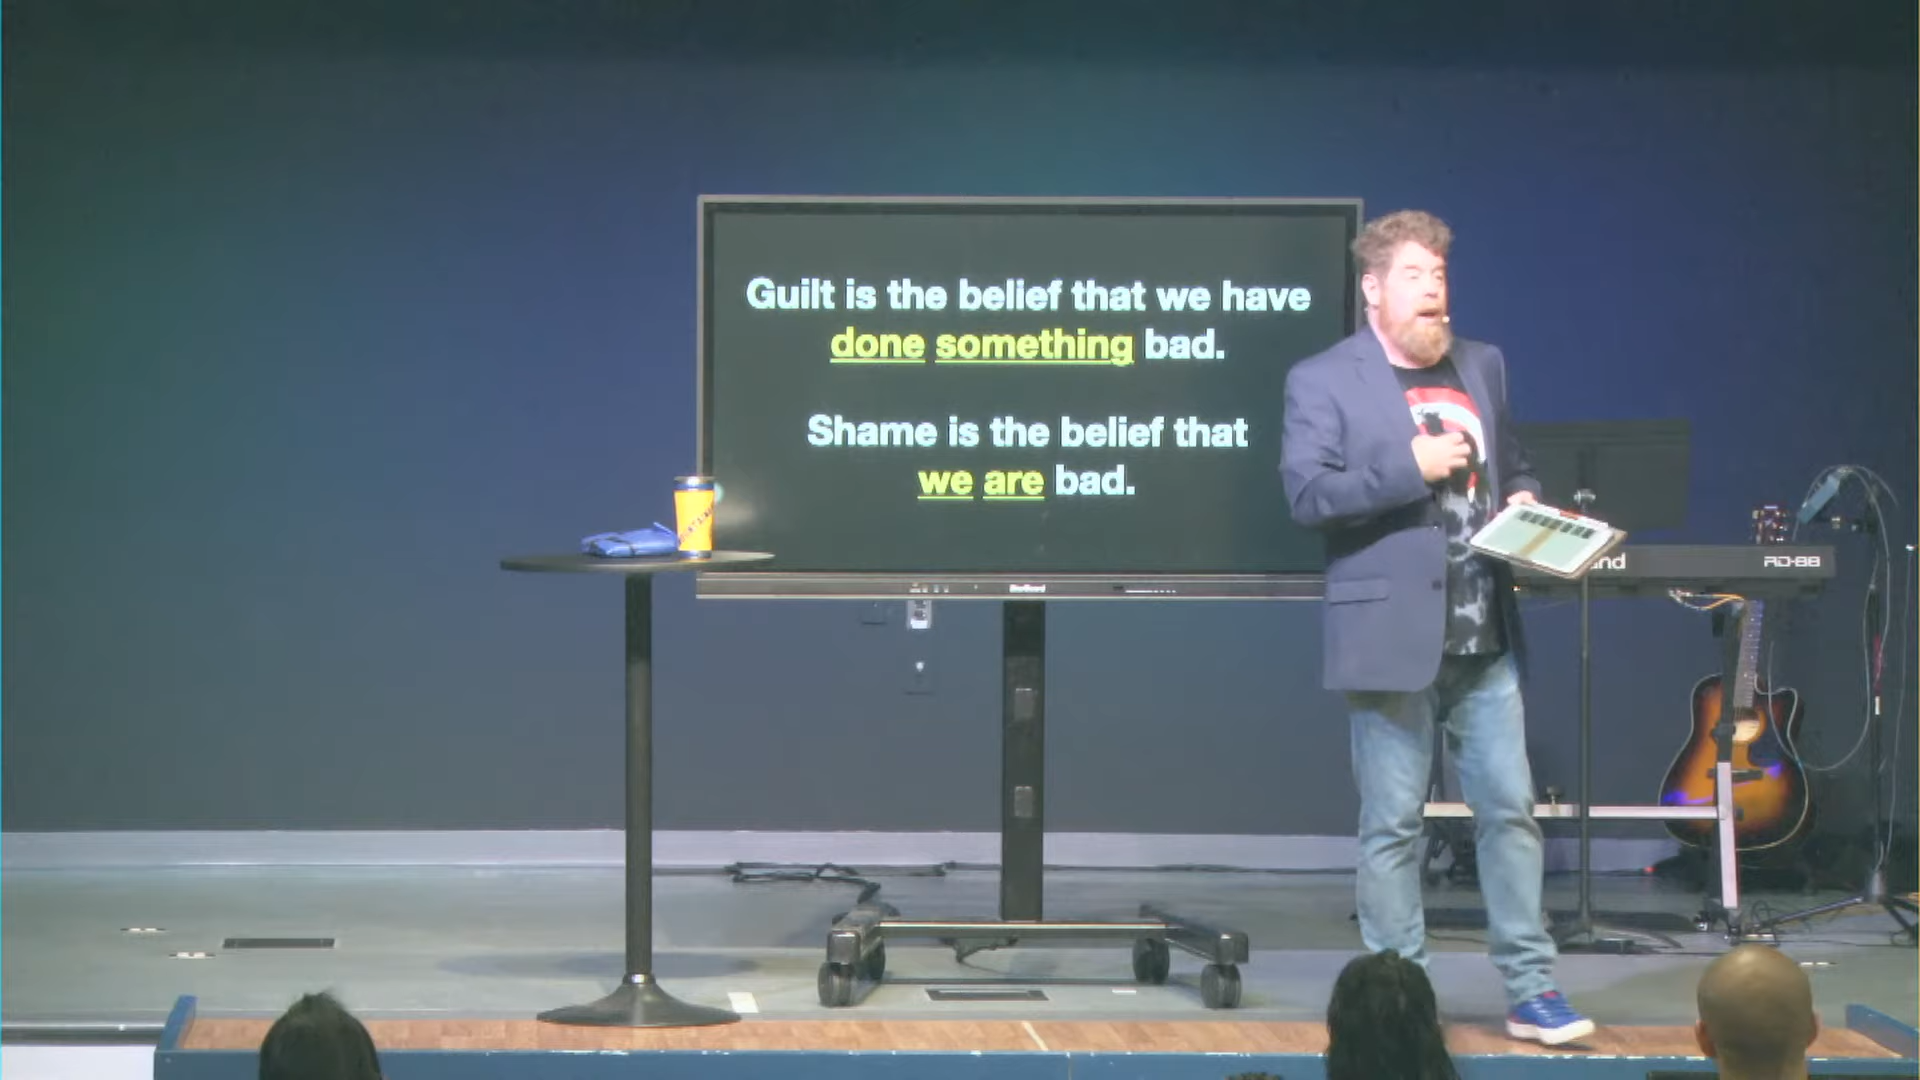 Guilt is the belief that we have
done something bad.
Shame is the belief that
we are bad.
RD-88